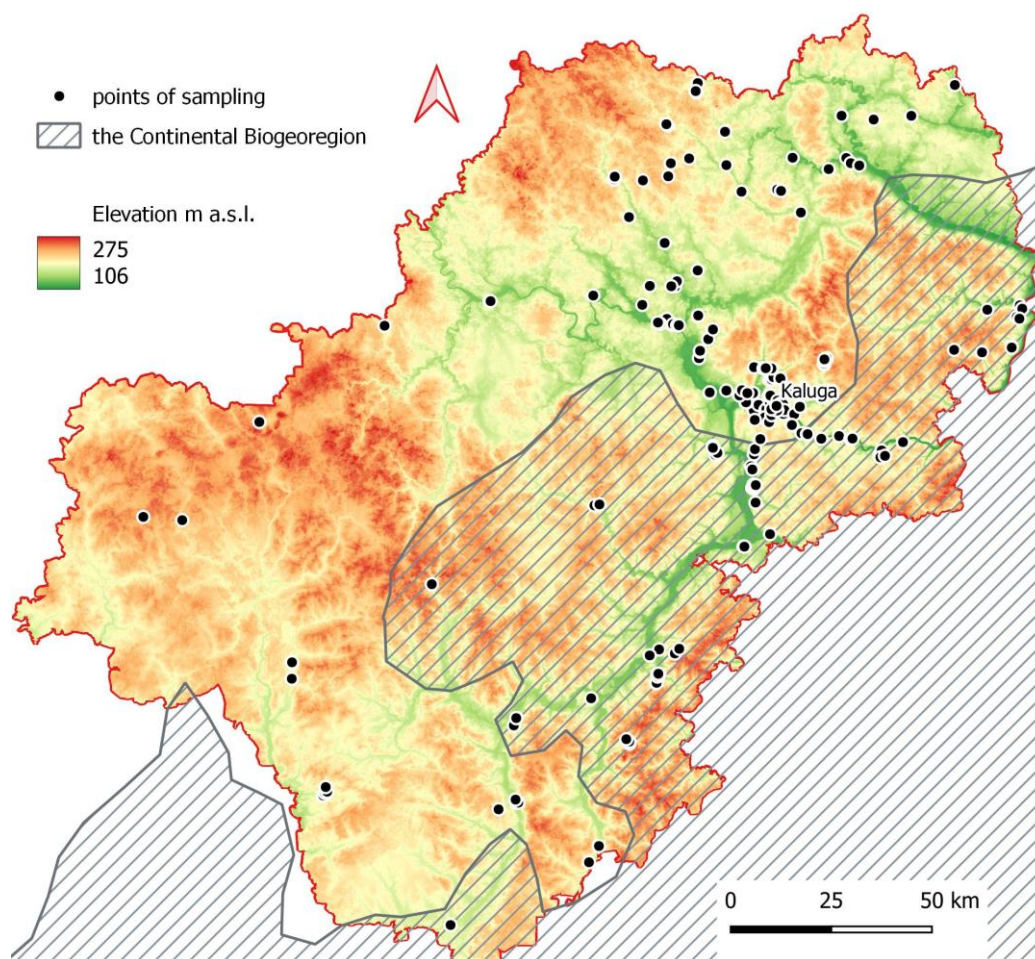 points of sampling
the Continental Biogeoregion
Elevation m a.s.l.
275
106
Kaluga
0 25 50 km